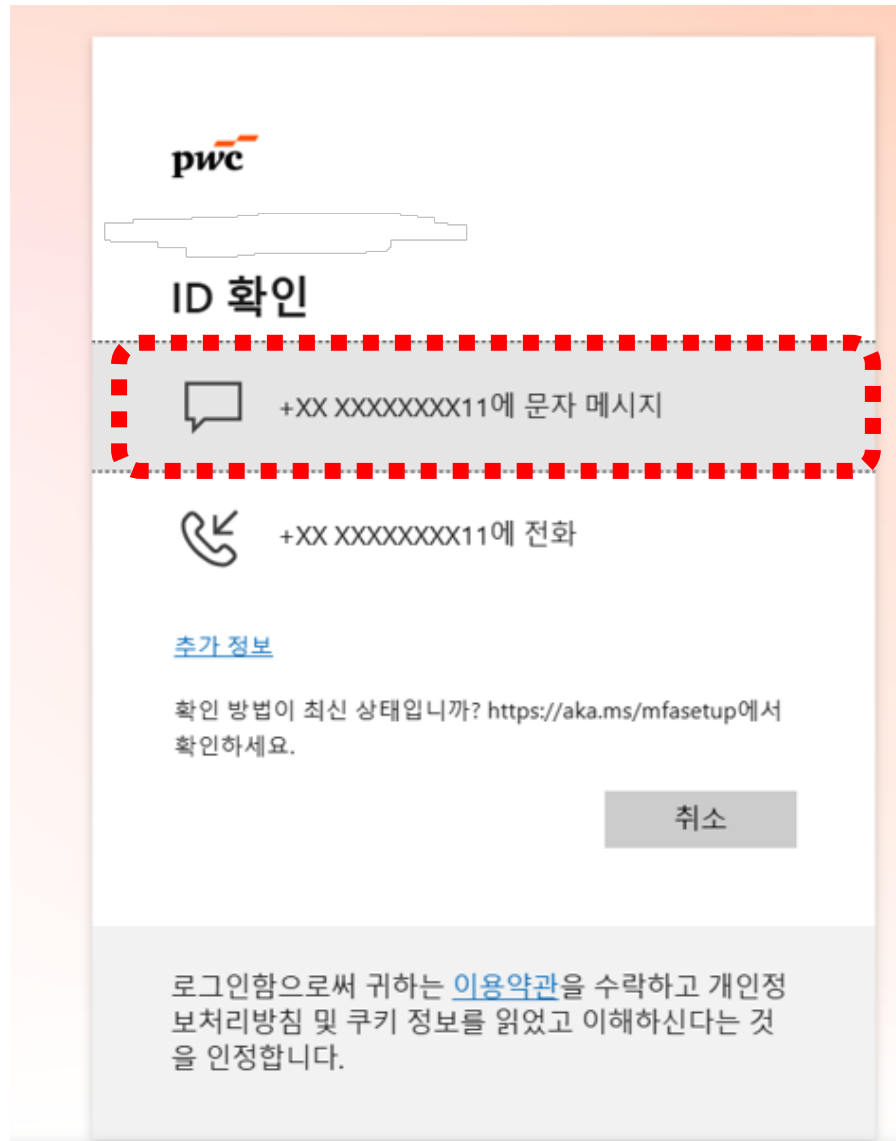 pwc
ID 확인
+XX XXXXXXXX11에 문자 메시지
+XX XXXXXXXX11에 전화
추가 정보
확인 방법이 최신 상태입니까? https://aka.ms/mfasetup에서
확인하세요.
취소
로그인함으로써 귀하는 이용약관을 수락하고 개인정
보처리방침 및 쿠키 정보를 읽었고 이해하신다는 것
을 인정합니다.